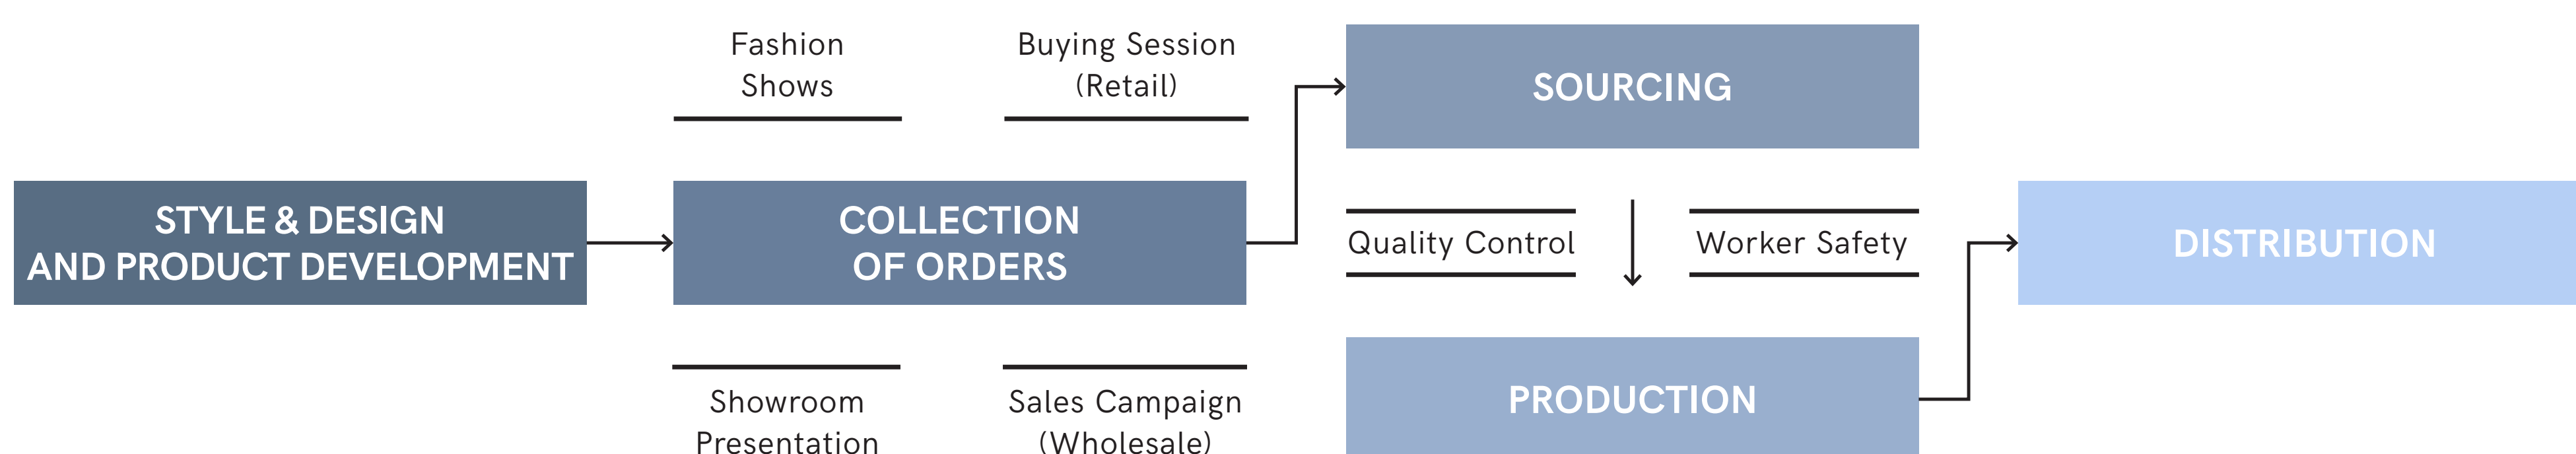 Fashion
Shows
Buying Session
(Retail)
SOURCING
STYLE & DESIGN
AND PRODUCT DEVELOPMENT
COLLECTION
OF ORDERS
Quality Control
Worker Safety
DISTRIBUTION
Showroom
Presentation
Sales Campaign
(Wholesale)
PRODUCTION